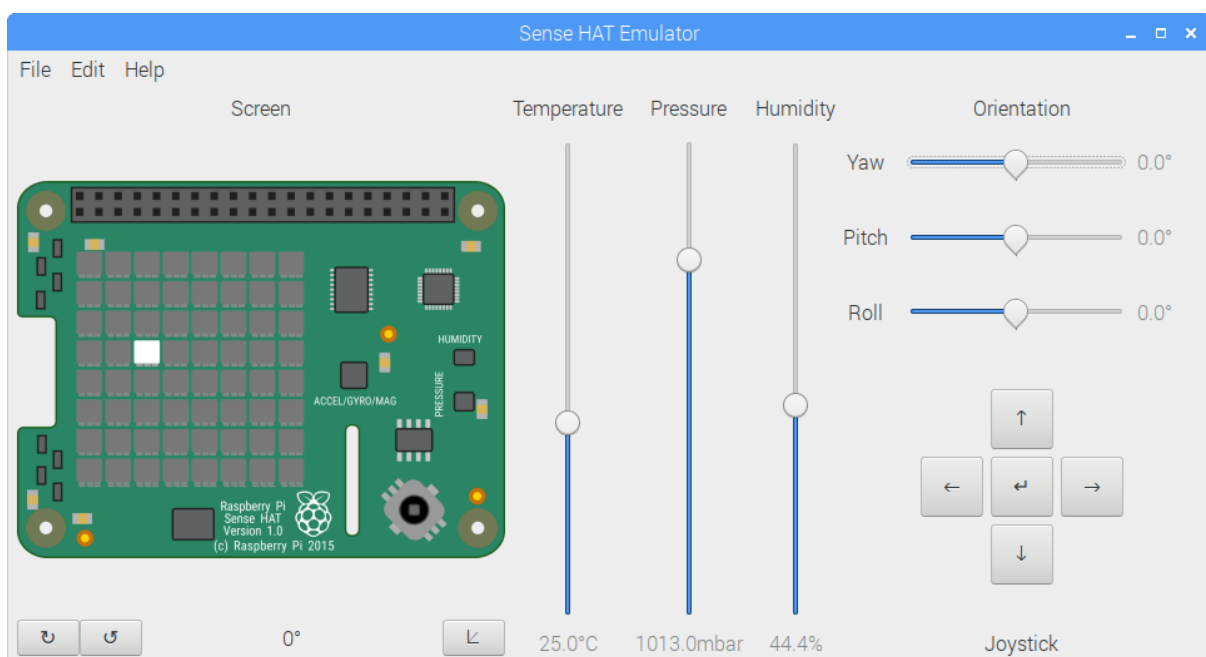 Sense HAT Emulator
File Edit Help
Screen
Temperature Pressure Humidity
Orientation
Yaw 0.0°
Pitch 0.0°
Roll 0.0°
HUMIDITY
PRESSURE
ACCEL/GYRO/MAG
Raspberry Pi
Sense HAT
Version 1.0
(c) Raspberry Pi 2015
0°
25.0°C 1013.0mbar 44.4%
Joystick